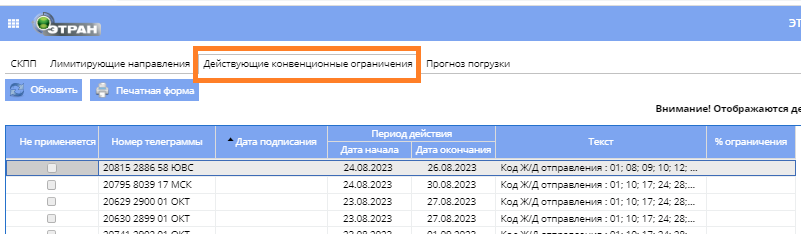 ЭТРАН
ЭТ
СКПП Лимитирующие направления Действующие конвенционные ограничения Прогноз погрузки
Обновить Печатная форма
Внимание! Отображаются де
Не применяется Номер телеграммы Дата подписания Период действия Текст % ограничения
Дата начала Дата окончания
20815 2886 58 ЮВС 24.08.2023 26.08.2023 Код Ж/Д отправления : 01; 08; 09; 10; 12; ...
20795 8039 17 МСК 24.08.2023 30.08.2023 Код Ж/Д отправления : 01; 10; 17; 24; 28;...
20629 2900 01 ОКТ 23.08.2023 27.08.2023 Код Ж/Д отправления : 01; 10; 17; 24; 28;...
20630 2899 01 ОКТ 23.08.2023 27.08.2023 Код Ж/Д отправления : 01; 10; 17; 24; 28;...